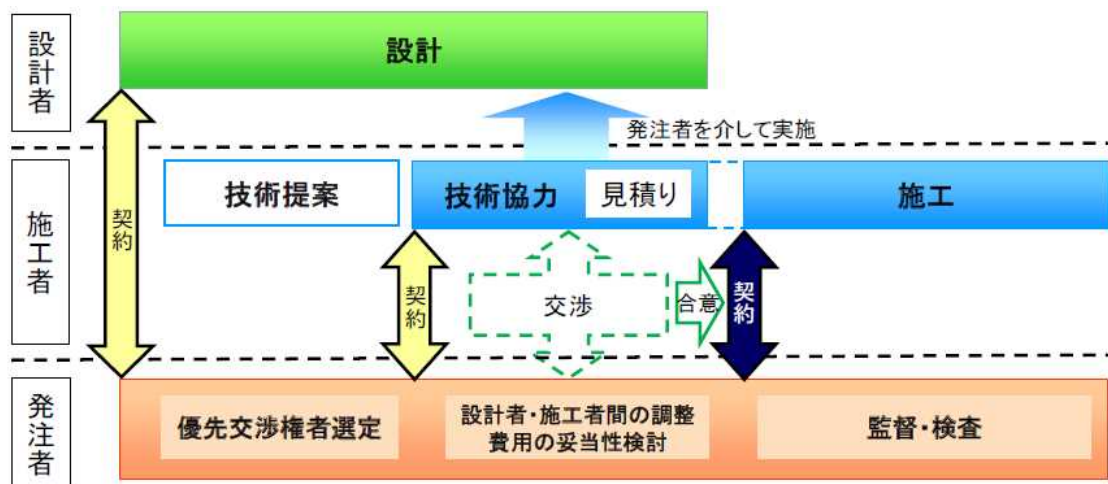 設計者
設計
発注者を介して実施
施工者
技術提案
技術協力
見積り
施工
契約
契約
交渉
合意
契約
発注者
優先交渉権者選定
設計者・施工者間の調整
費用の妥当性検討
監督・検査